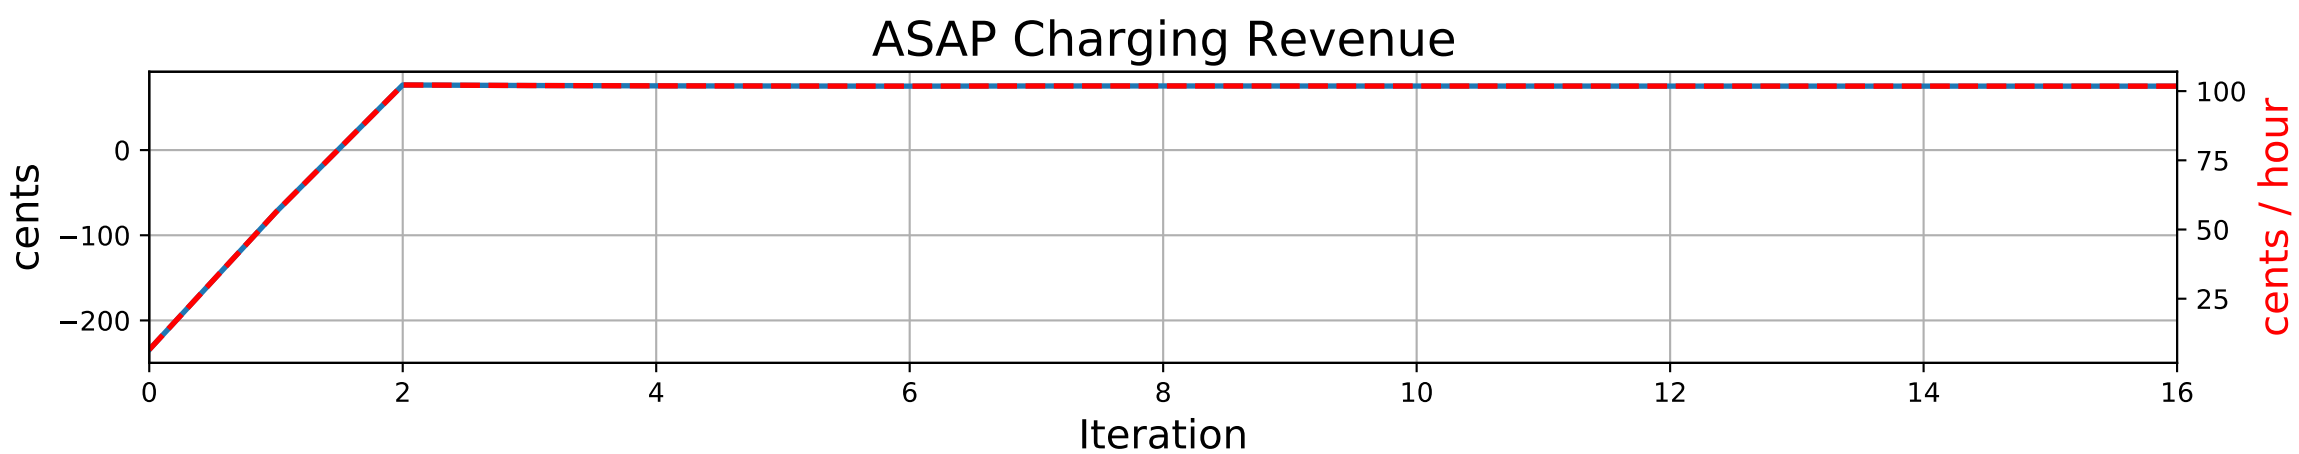 ASAP Charging Revenue
cents
0
−100
−200
100
75
50
25
cents / hour
0 2 4 6 8 10 12 14 16
Iteration